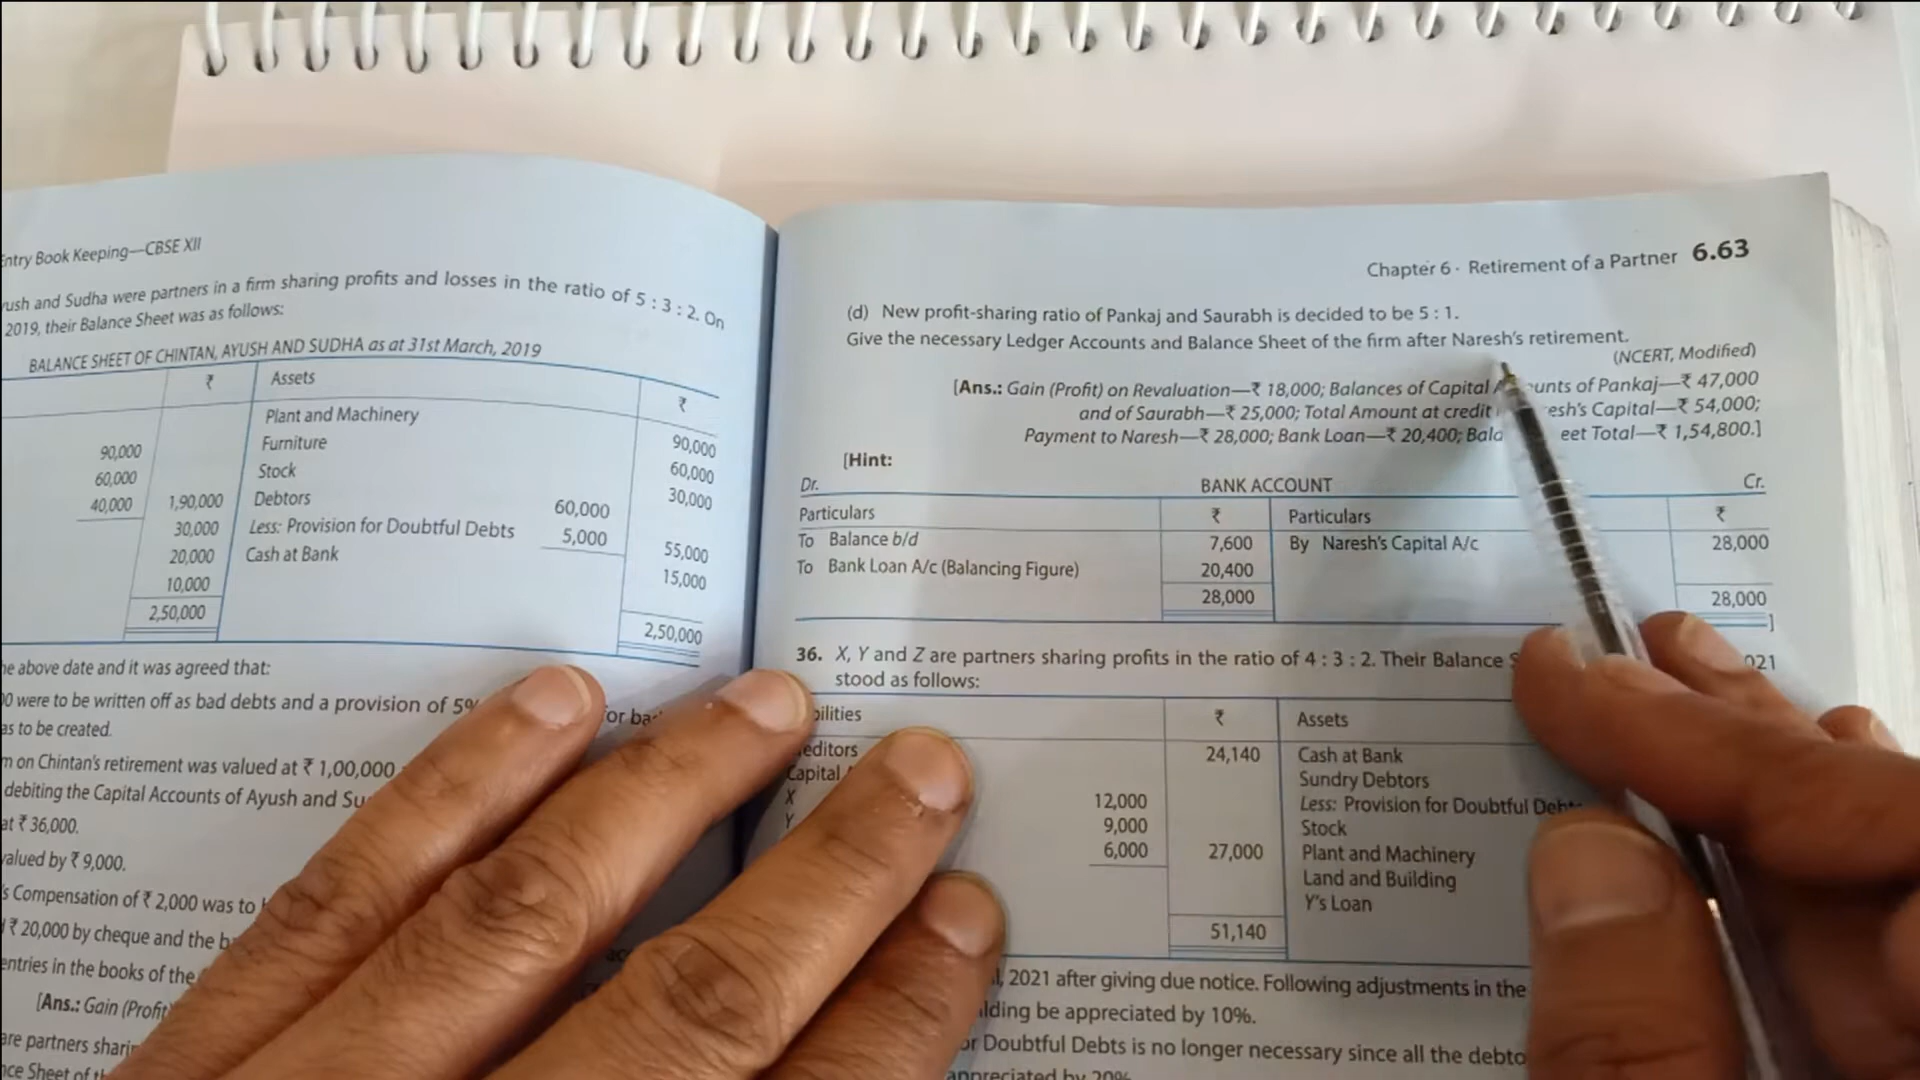 Entry Book Keeping—CBSE XII
ush and Sudha were partners in a firm sharing profits and losses in the ratio of 5 : 3 : 2. On
2019, their Balance Sheet was as follows:
BALANCE SHEET OF CHINTAN, AYUSH AND SUDHA as at 31st March, 2019
₹ Assets ₹
Plant and Machinery 90,000
90,000 Furniture 60,000
60,000 Stock 30,000
40,000 1,90,000 Debtors 60,000
30,000 Less: Provision for Doubtful Debts 5,000 55,000
20,000 Cash at Bank 15,000
10,000
2,50,000 2,50,000
above date and it was agreed that:
were to be written off as bad debts and a provision of 5%
to be created.
on Chintan's retirement was valued at ₹ 1,00,000
debiting the Capital Accounts of Ayush and
at ₹ 36,000.
by ₹ 9,000.
Compensation of ₹ 2,000 was to
₹ 20,000 by cheque and the
entries in the books of the
[Ans.: Gain (Profit)
are partners
Sheet of
Chapter 6 · Retirement of a Partner 6.63
(d) New profit-sharing ratio of Pankaj and Saurabh is decided to be 5 : 1.
Give the necessary Ledger Accounts and Balance Sheet of the firm after Naresh's retirement.
(NCERT, Modified)
[Ans.: Gain (Profit) on Revaluation—₹ 18,000; Balances of Capital of Pankaj—₹ 47,000
and of Saurabh—₹ 25,000; Total Amount at credit Capital—₹ 54,000;
Payment to Naresh—₹ 28,000; Bank Loan—₹ 20,400; Total—₹ 1,54,800.]
[Hint:
Dr. BANK ACCOUNT Cr.
Particulars ₹ Particulars ₹
To Balance b/d 7,600 By Naresh's Capital A/c 28,000
To Bank Loan A/c (Balancing Figure) 20,400
28,000 28,000
]
36. X, Y and Z are partners sharing profits in the ratio of 4 : 3 : 2. Their Balance
stood as follows:
₹ Assets
24,140 Cash at Bank
Capital Sundry Debtors
X 12,000 Less: Provision for Doubtful
Y 9,000 Stock
6,000 27,000 Plant and Machinery
Land and Building
Y's Loan
51,140
2021 after giving due notice. Following adjustments in the
be appreciated by 10%.
Doubtful Debts is no longer necessary since all the
appreciated by 20%